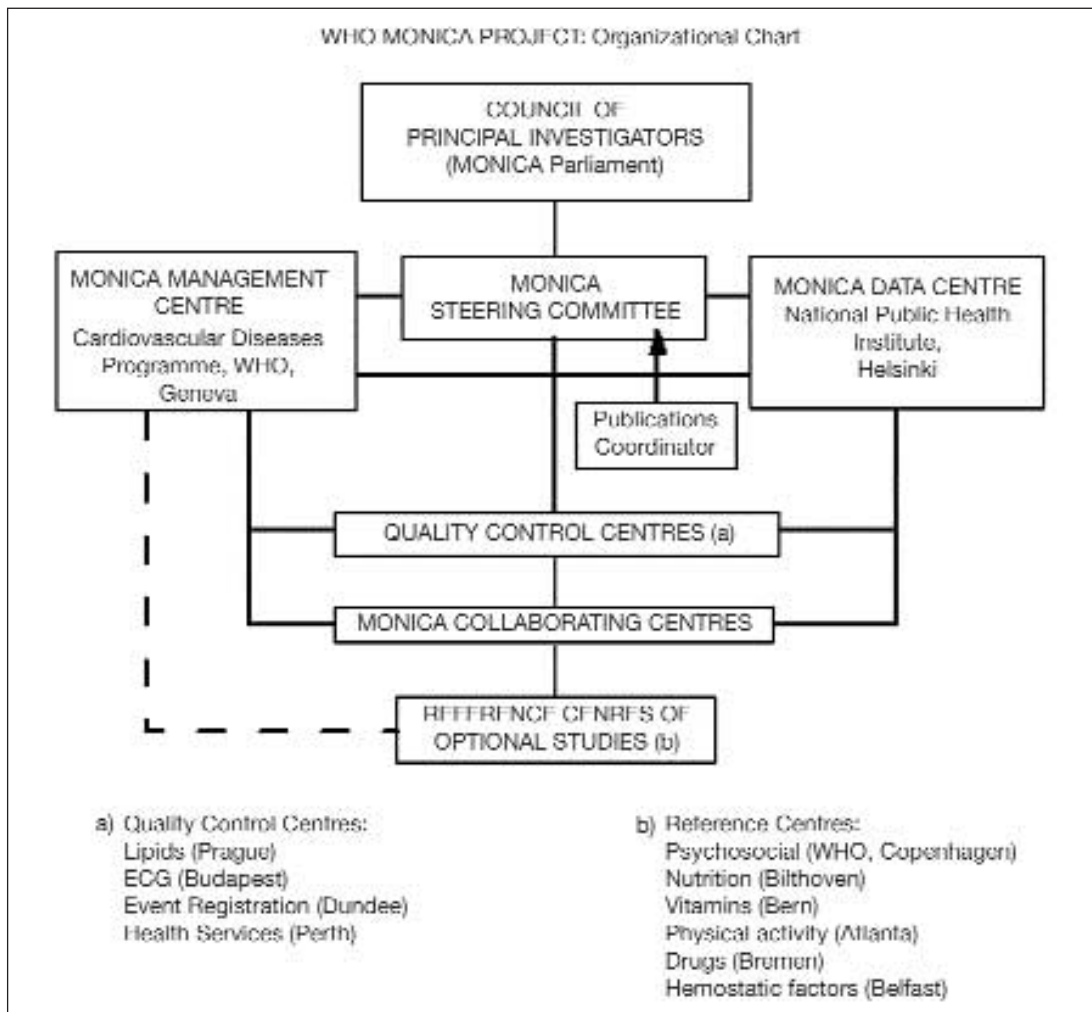 WHO MONICA PROJECT: Organizational Chart
COUNCIL OF
PRINCIPAL INVESTIGATORS
(MONICA Parliament)
MONICA MANAGEMENT
CENTRE
Cardiovascular Diseases
Programme, WHO,
Geneva
MONICA
STEERING COMMITTEE
MONICA DATA CENTRE
National Public Health
Institute,
Helsinki
Publications
Coordinator
QUALITY CONTROL CENTRES (a)
MONICA COLLABORATING CENTRES
REFERENCE CENRES OF
OPTIONAL STUDIES (b)
a) Quality Control Centres:
Lipids (Prague)
ECG (Budapest)
Event Registration (Dundee)
Health Services (Perth)
b) Reference Centres:
Psychosocial (WHO, Copenhagen)
Nutrition (Bilthoven)
Vitamins (Bern)
Physical activity (Atlanta)
Drugs (Bremen)
Hemostatic factors (Belfast)